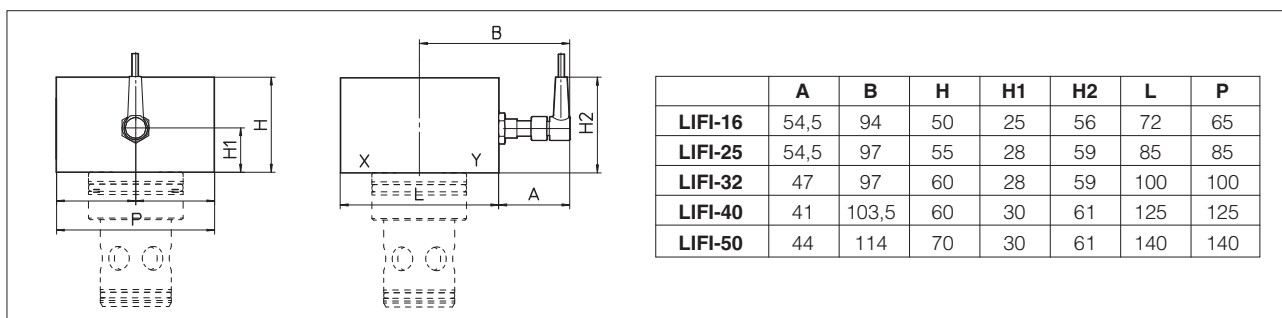 B
H
H1
P
H2
X
Y
L
A
A B H H1 H2 L P
LIFI-16 54,5 94 50 25 56 72 65
LIFI-25 54,5 97 55 28 59 85 85
LIFI-32 47 97 60 28 59 100 100
LIFI-40 41 103,5 60 30 61 125 125
LIFI-50 44 114 70 30 61 140 140